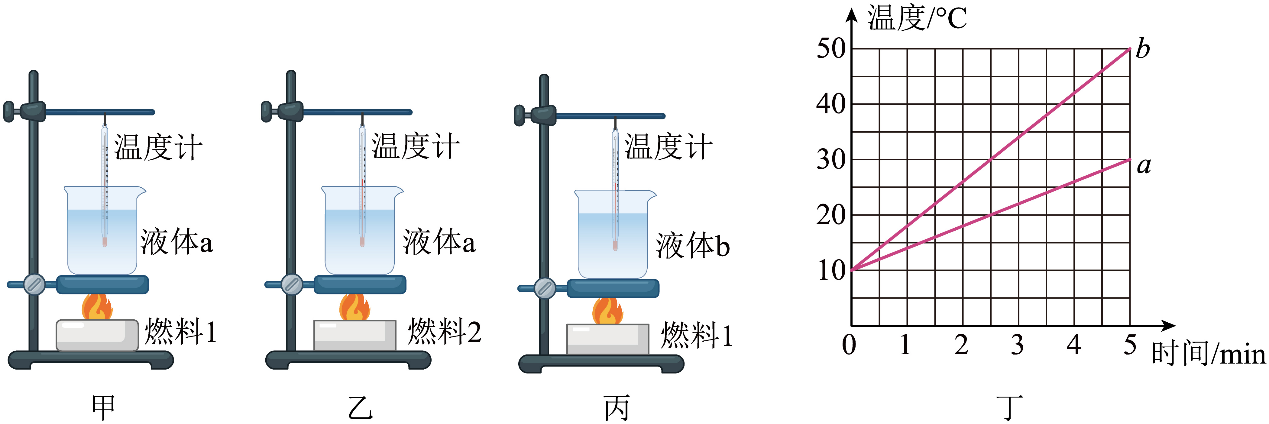 温度计
液体a
燃料1
甲
温度计
液体a
燃料2
乙
温度计
液体b
燃料1
丙
温度/°C
50
40
30
20
10
b
a
0 1 2 3 4 5 时间/min
丁